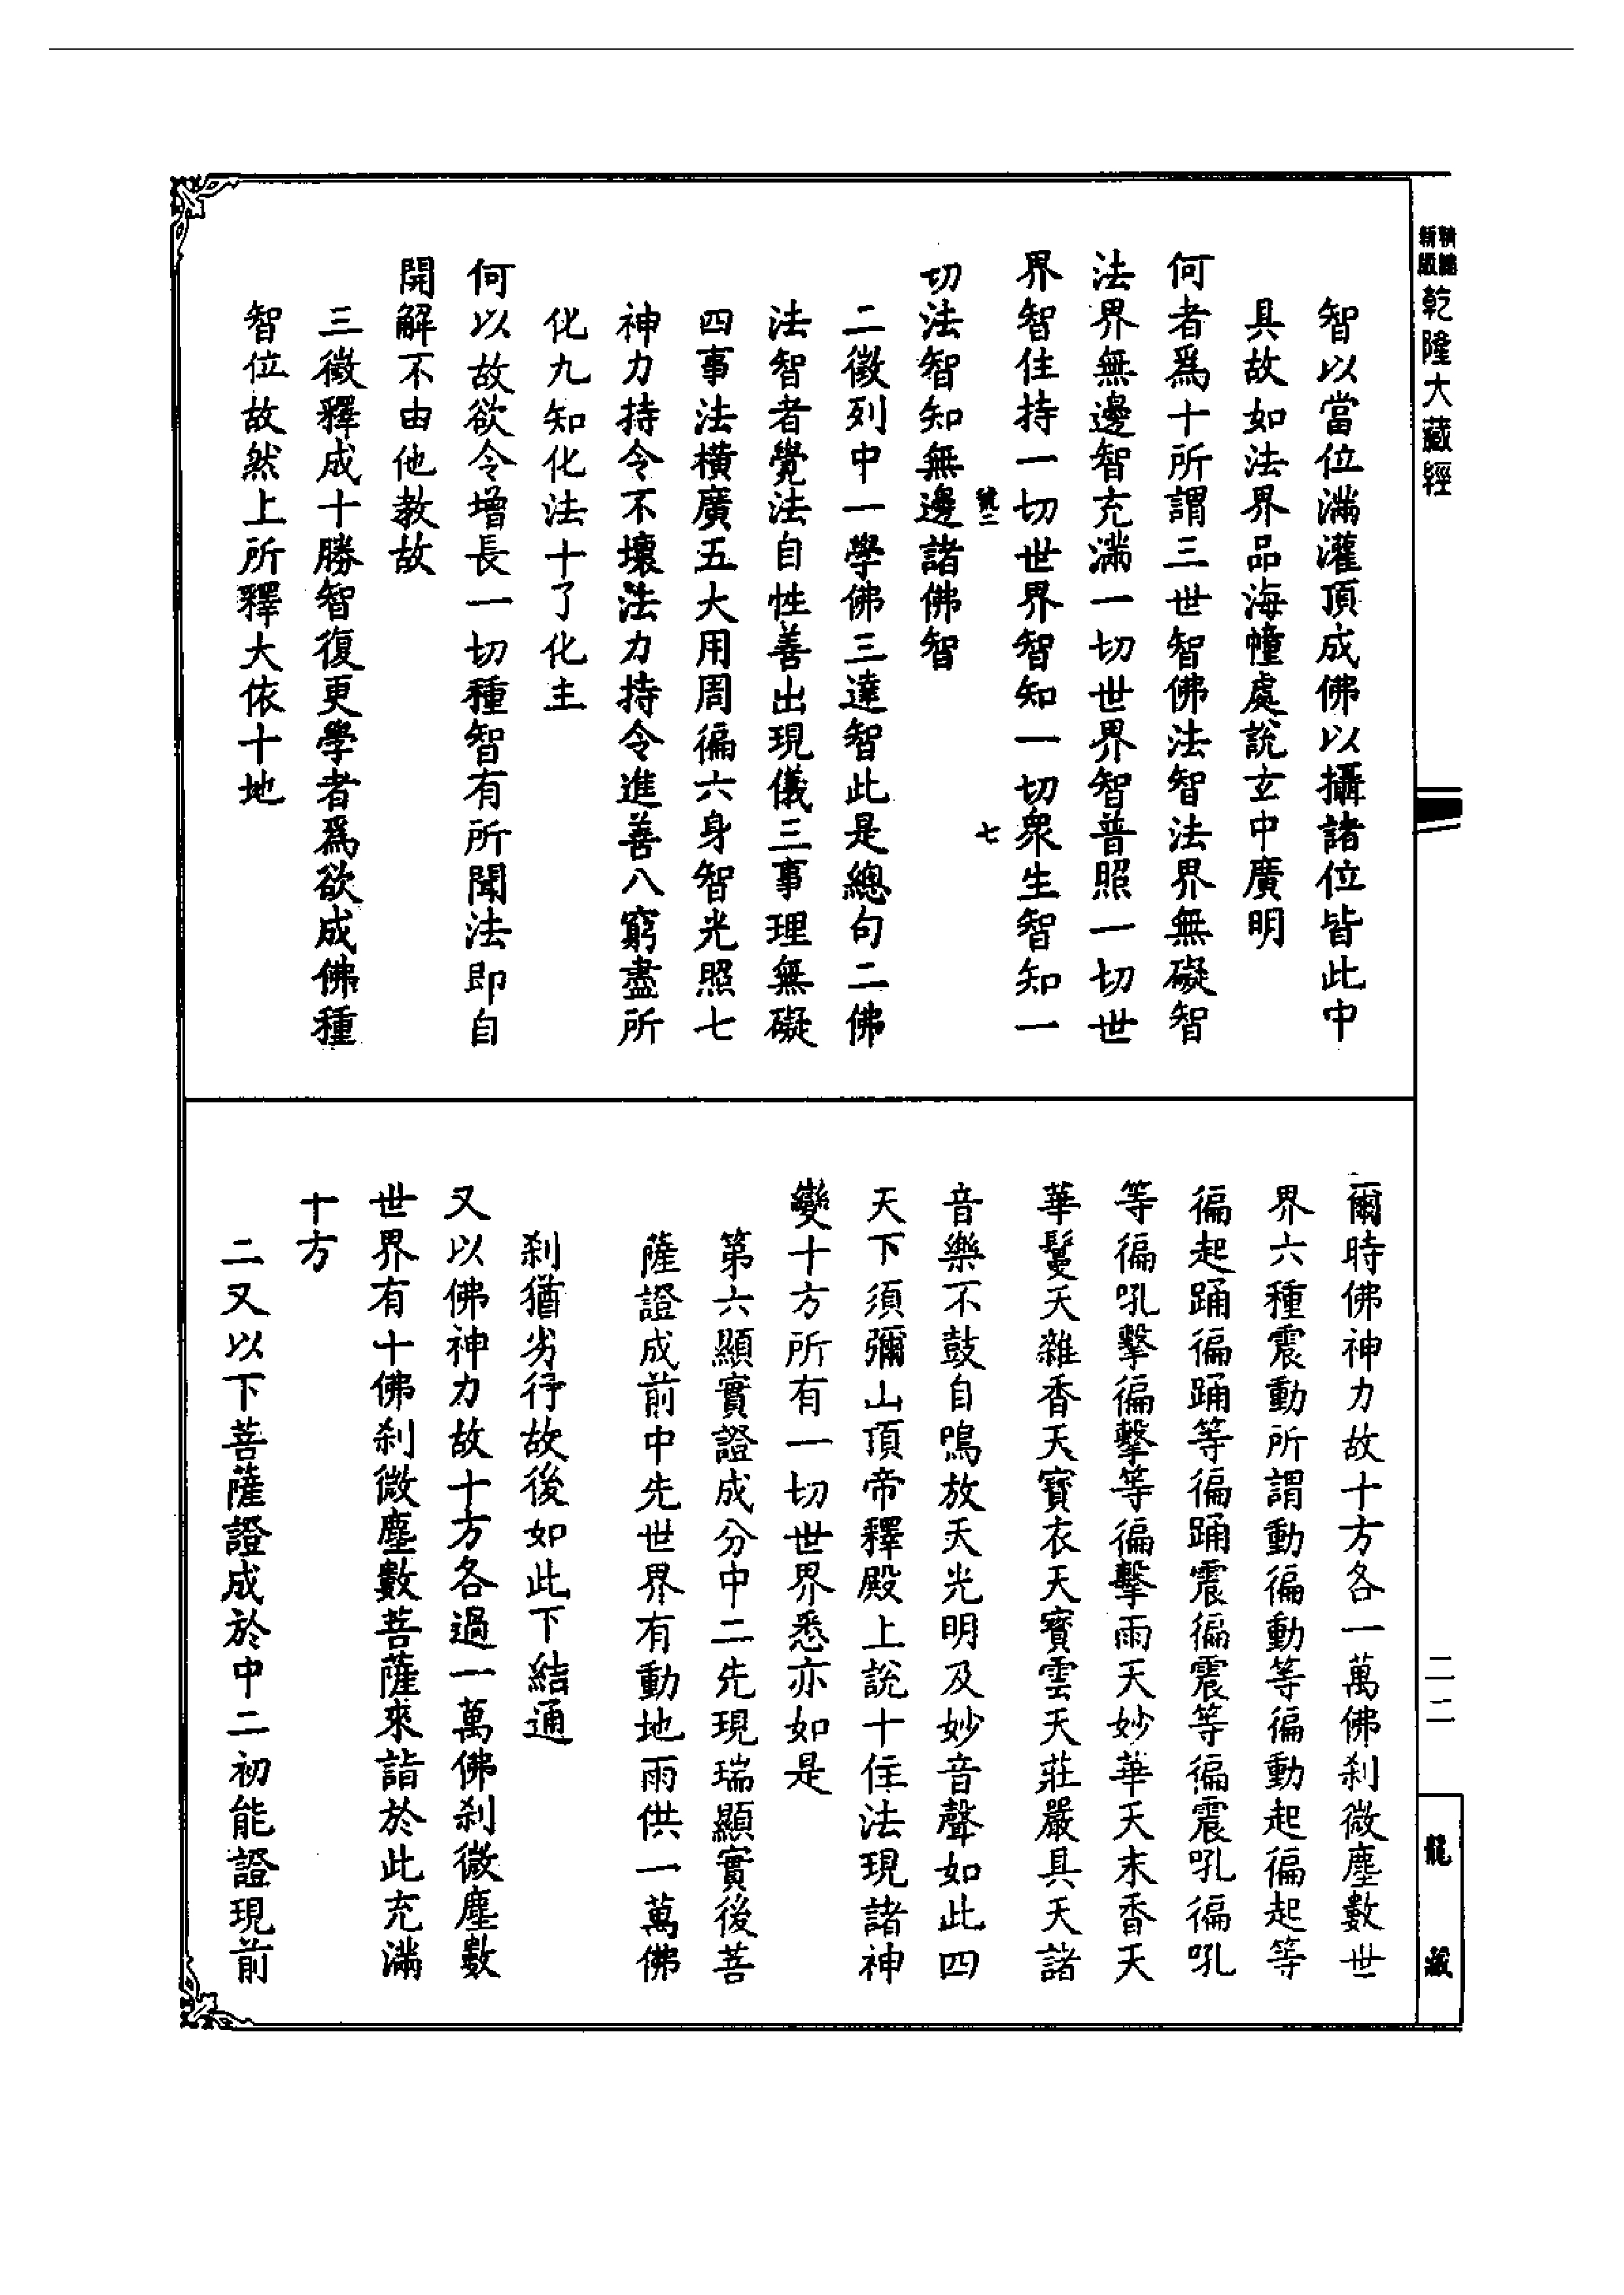 新版
精縮
乾隆大藏經
智以當位滿灌頂成佛以攝諸位皆此中
具故如法界品海幢處說玄中廣明
何者爲十所謂三世智佛法智法界無礙智
法界無邊智充滿一切世界智普照一切世
界智住持一切世界智知一切衆生智知一
七
切法智知無邊諸佛智
二徵列中一學佛三達智此是總句二佛
法智者覺法自性善出現儀三事理無礙
四事法橫廣五大用周徧六身智光照七
神力持令不壞法力持令進善八窮盡所
化九知化法十了化主
何以故欲令增長一切種智有所聞法即自
開解不由他教故
三徵釋成十勝智復更學者爲欲成佛種
智位故然上所釋大依十地
爾時佛神力故十方各一萬佛剎微塵數世
界六種震動所謂動徧動等徧動起徧起等
徧起踊徧踊等徧踊震徧震等徧震吼徧吼
等徧吼擊徧擊等徧擊雨天妙華天末香天
華鬘天雜香天寶衣天寶雲天莊嚴具天諸
音樂不鼓自鳴放天光明及妙音聲如此四
天下須彌山頂帝釋殿上說十住法現諸神
變十方所有一切世界悉亦如是
第六顯實證成分中二先現瑞顯實後菩
薩證成前中先世界有動地雨供一萬佛
剎猶劣行故後如此下結通
又以佛神力故十方各過一萬佛剎微塵數
世界有十佛剎微塵數菩薩來詣於此充滿
十方
二又以下菩薩證成於中二初能證現前
二二
龍藏